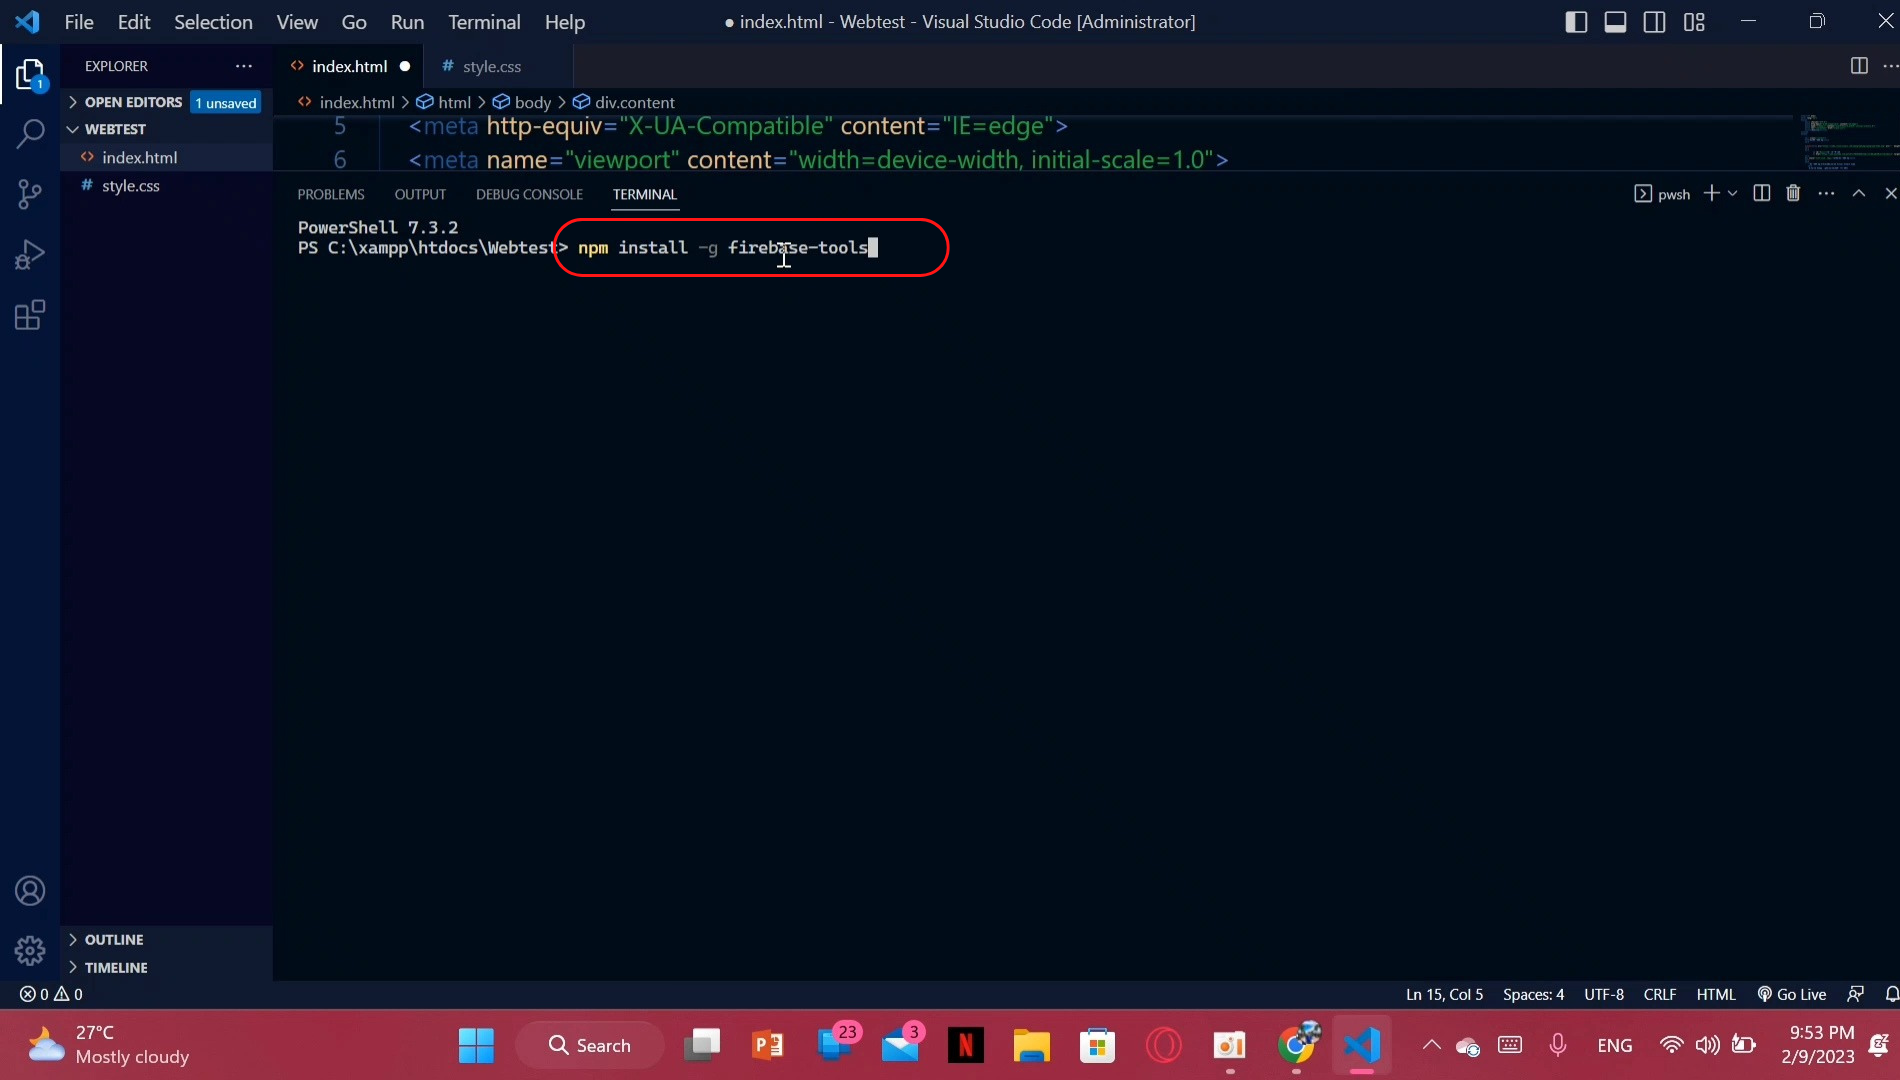 File Edit Selection View Go Run Terminal Help
● index.html - Webtest - Visual Studio Code [Administrator]
1
EXPLORER ···
OPEN EDITORS 1 unsaved
WEBTEST
<> index.html
# style.css
OUTLINE
TIMELINE
<> index.html ●
# style.css
<> index.html > html > body > div.content
5 <meta http-equiv="X-UA-Compatible" content="IE=edge">
6 <meta name="viewport" content="width=device-width, initial-scale=1.0">
PROBLEMS OUTPUT DEBUG CONSOLE TERMINAL
pwsh
PowerShell 7.3.2
PS C:\xampp\htdocs\Webtest> npm install -g firebase-tools
0 0
Ln 15, Col 5 Spaces: 4 UTF-8 CRLF HTML Go Live
27°C
Mostly cloudy
Search
P
23
3
N
ENG
9:53 PM
2/9/2023